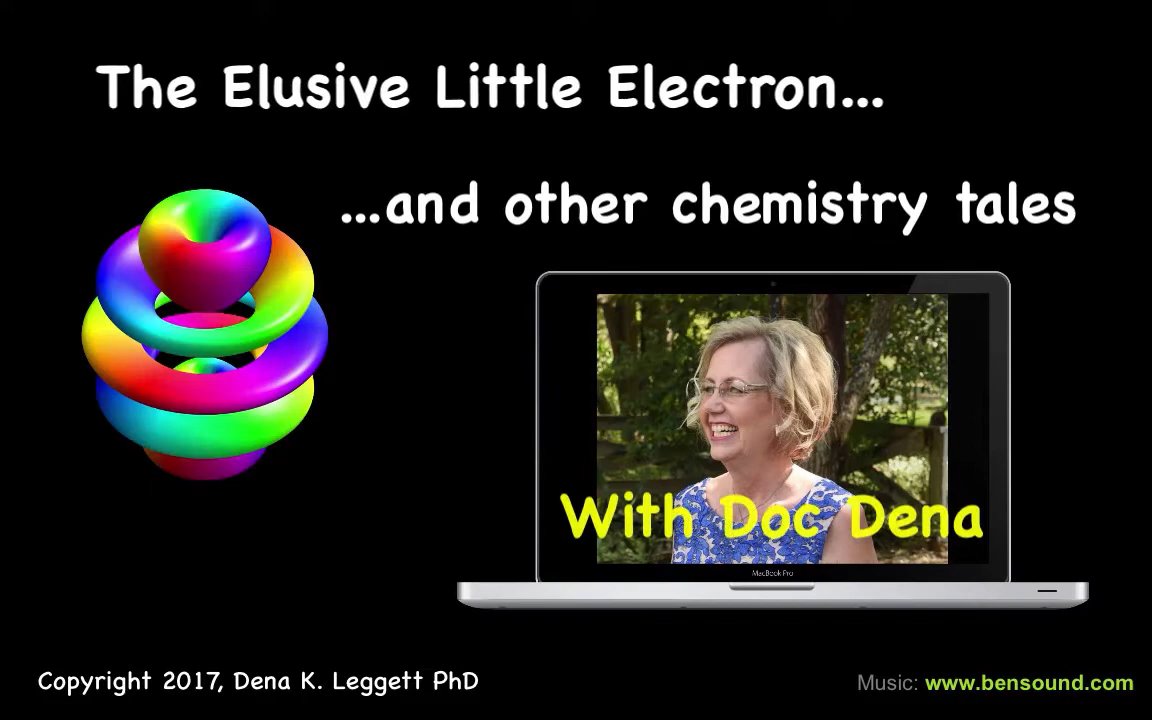 The Elusive Little Electron...
...and other chemistry tales
With Doc Dena
MacBook Pro
Copyright 2017, Dena K. Leggett PhD
Music: www.bensound.com